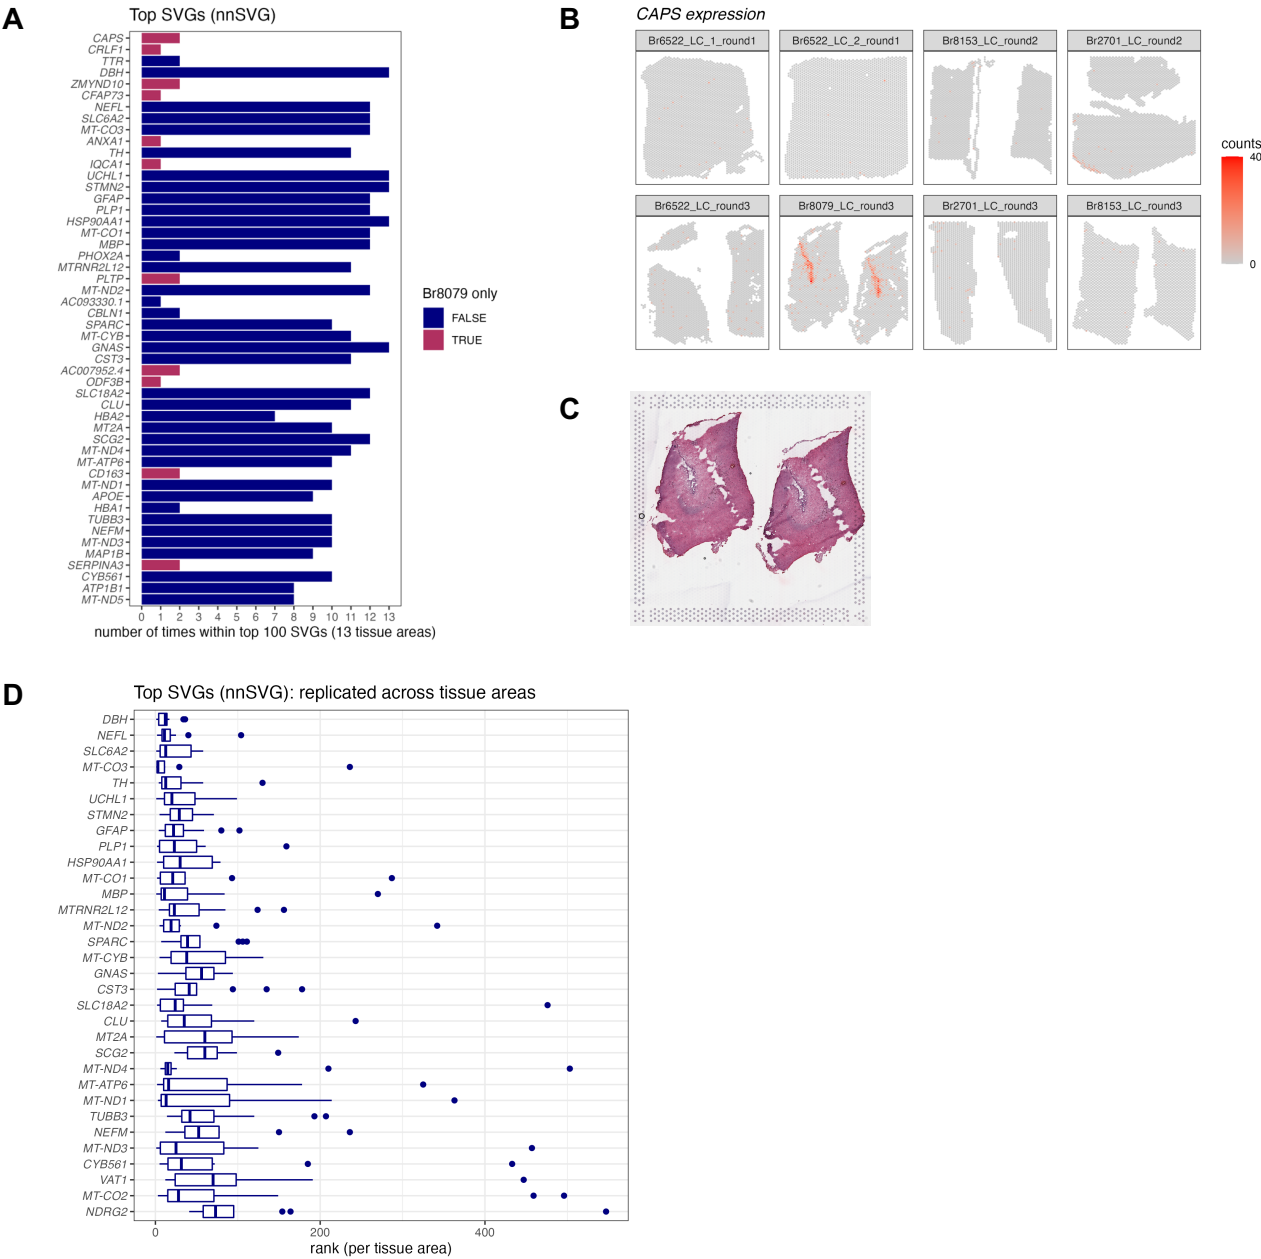 A
Top SVGs (nnSVG)
CAPS
CRLF1
TTR
DBH
ZMYND10
CFAP73
NEFL
SLC6A2
MT-CO3
ANXA1
TH
IQCA1
UCHL1
STMN2
GFAP
PLP1
HSP90AA1
MT-CO1
MBP
PHOX2A
MTRNR2L12
PLTP
MT-ND2
AC093330.1
CBLN1
SPARC
MT-CYB
GNAS
CST3
AC007952.4
ODF3B
SLC18A2
CLU
HBA2
MT2A
SCG2
MT-ND4
MT-ATP6
CD163
MT-ND1
APOE
HBA1
TUBB3
NEFM
MT-ND3
MAP1B
SERPINA3
CYB561
ATP1B1
MT-ND5
0 1 2 3 4 5 6 7 8 9 10 11 12 13
number of times within top 100 SVGs (13 tissue areas)
Br8079 only
FALSE
TRUE
B
CAPS expression
Br6522_LC_1_round1
Br6522_LC_2_round1
Br8153_LC_round2
Br2701_LC_round2
Br6522_LC_round3
Br8079_LC_round3
Br2701_LC_round3
Br8153_LC_round3
counts
40
0
C
D
Top SVGs (nnSVG): replicated across tissue areas
DBH
NEFL
SLC6A2
MT-CO3
TH
UCHL1
STMN2
GFAP
PLP1
HSP90AA1
MT-CO1
MBP
MTRNR2L12
MT-ND2
SPARC
MT-CYB
GNAS
CST3
SLC18A2
CLU
MT2A
SCG2
MT-ND4
MT-ATP6
MT-ND1
TUBB3
NEFM
MT-ND3
CYB561
VAT1
MT-CO2
NDRG2
0 200 400
rank (per tissue area)